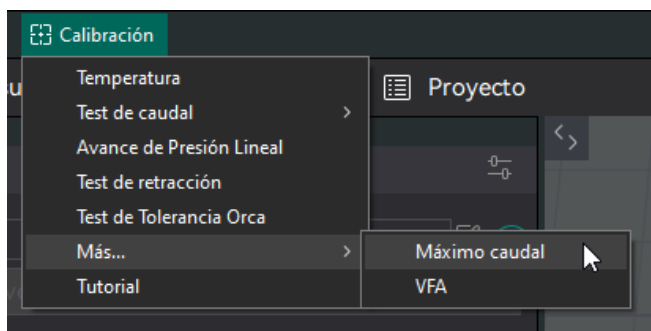 Calibración
Temperatura
Proyecto
Test de caudal
Avance de Presión Lineal
Test de retracción
Test de Tolerancia Orca
Más...
Máximo caudal
Tutorial
VFA